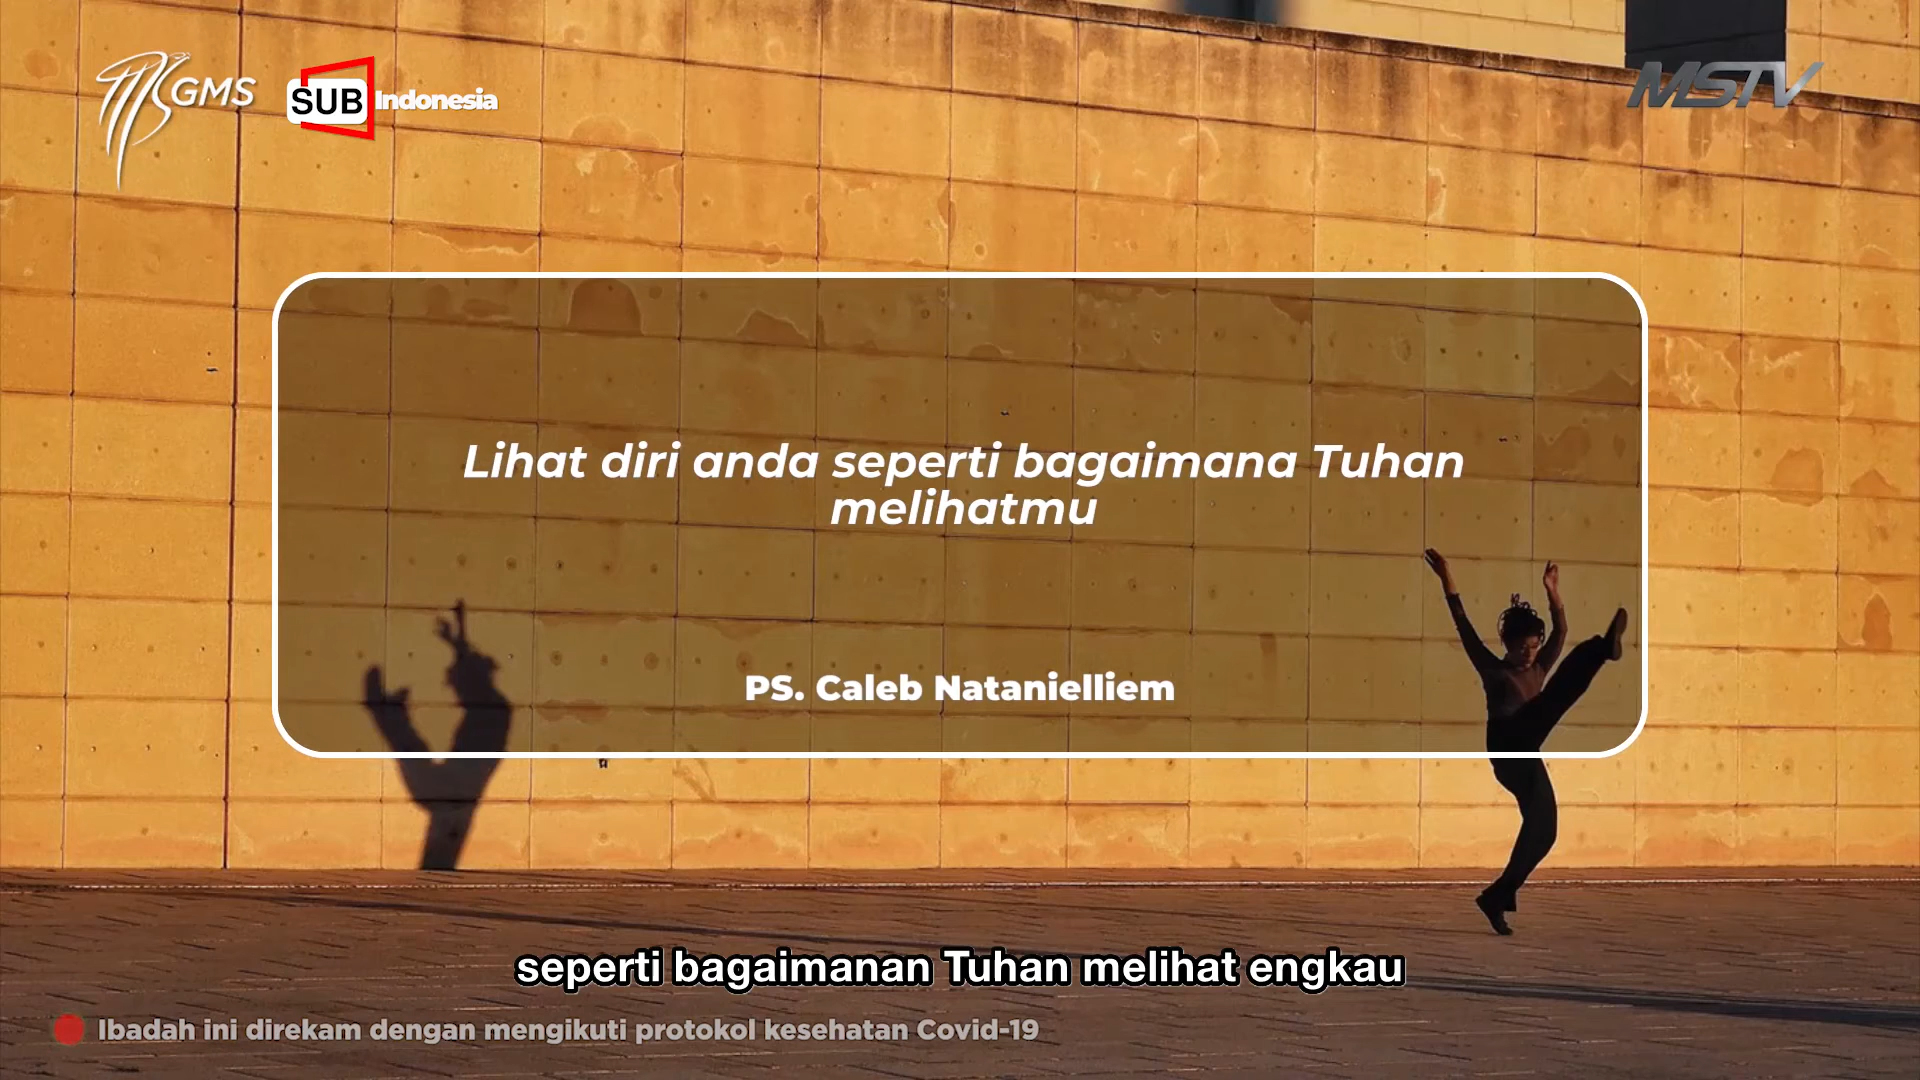 GMS
SUB Indonesia
MSTV
Lihat diri anda seperti bagaimana Tuhan
melihatmu
PS. Caleb Natanielliem
seperti bagaimanan Tuhan melihat engkau
Ibadah ini direkam dengan mengikuti protokol kesehatan Covid-19